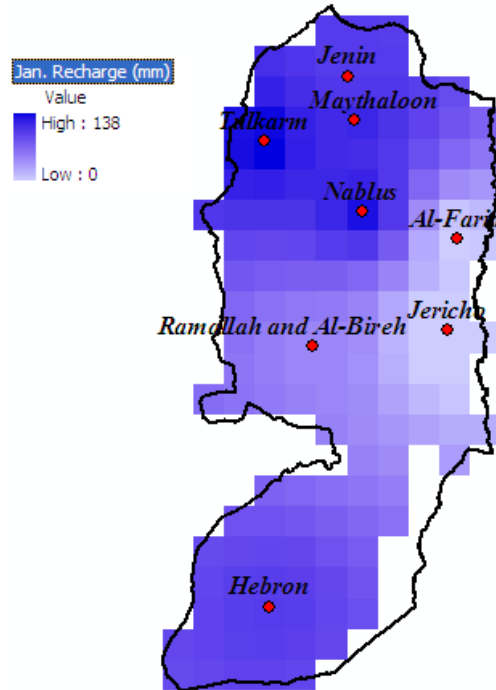 Jan. Recharge (mm)
Value
High : 138
Low : 0
Jenin
Maythaloon
Tulkarm
Nablus
Al-Faria
Jericho
Ramallah and Al-Bireh
Hebron